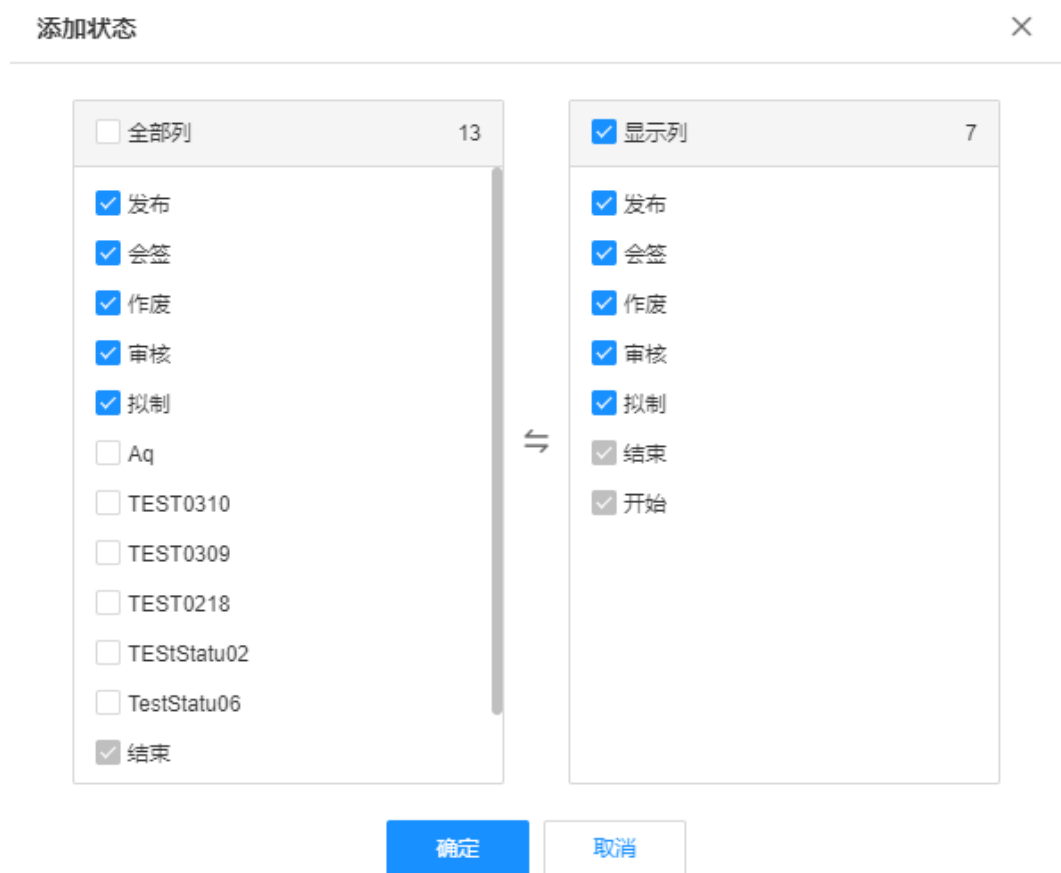 添加状态
全部列 13
发布
会签
作废
审核
拟制
Aq
TEST0310
TEST0309
TEST0218
TEStStatu02
TestStatu06
结束
显示列 7
发布
会签
作废
审核
拟制
结束
开始
确定 取消